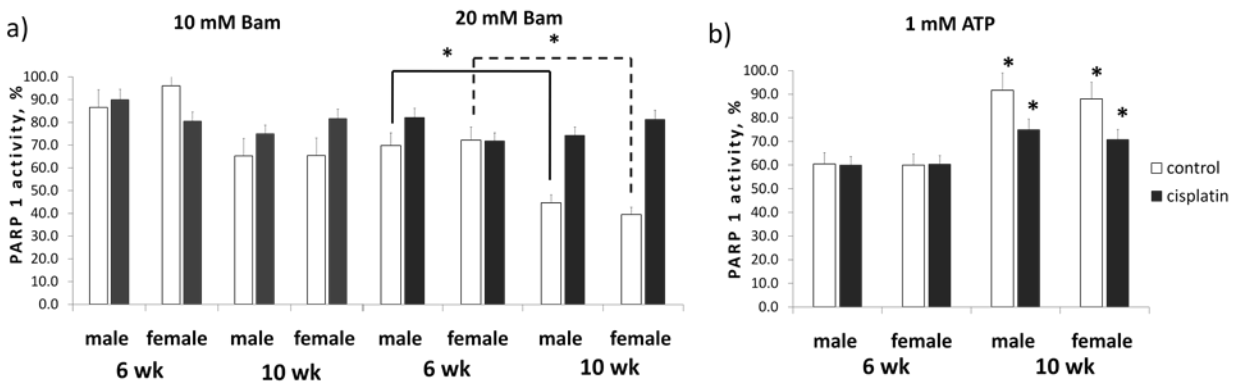 a)
10 mM Bam
20 mM Bam
*
*
PARP 1 activity, %
100.0
90.0
80.0
70.0
60.0
50.0
40.0
30.0
20.0
10.0
0.0
male female male female male female male female
6 wk 10 wk 6 wk 10 wk
b)
1 mM ATP
* *
* *
PARP 1 activity, %
100.0
90.0
80.0
70.0
60.0
50.0
40.0
30.0
20.0
10.0
0.0
male female male female
6 wk 10 wk
control
cisplatin